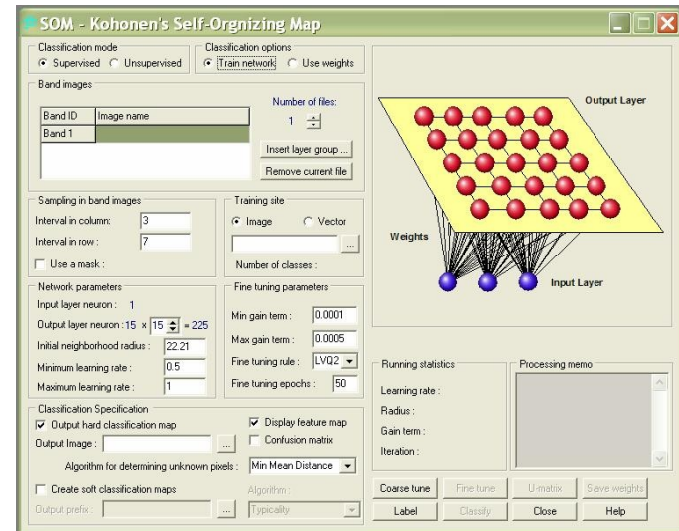 SOM - Kohonen's Self-Orgnizing Map
Classification mode
Supervised Unsupervised
Classification options
Train network Use weights
Band images
Number of files:
1
Band ID Image name
Band 1
Insert layer group ...
Remove current file
Sampling in band images
Interval in column: 3
Interval in row : 7
Use a mask :
Training site
Image Vector
...
Number of classes :
Network parameters
Input layer neuron : 1
Output layer neuron : 15 x 15 = 225
Initial neighborhood radius : 22.21
Minimum learning rate : 0.5
Maximum learning rate : 1
Fine tuning parameters
Min gain term : 0.0001
Max gain term : 0.0005
Fine tuning rule : LVQ2
Fine tuning epochs : 50
Classification Specification
Output hard classification map
Display feature map
Output Image : ...
Confusion matrix
Algorithm for determining unknown pixels : Min Mean Distance
Create soft classification maps
Algorithm :
Output prefix : ...
Typicality
Output Layer
Weights
Input Layer
Running statistics
Learning rate :
Radius :
Gain term :
Iteration :
Processing memo
Coarse tune Fine tune U-matrix Save weights
Label Classify Close Help